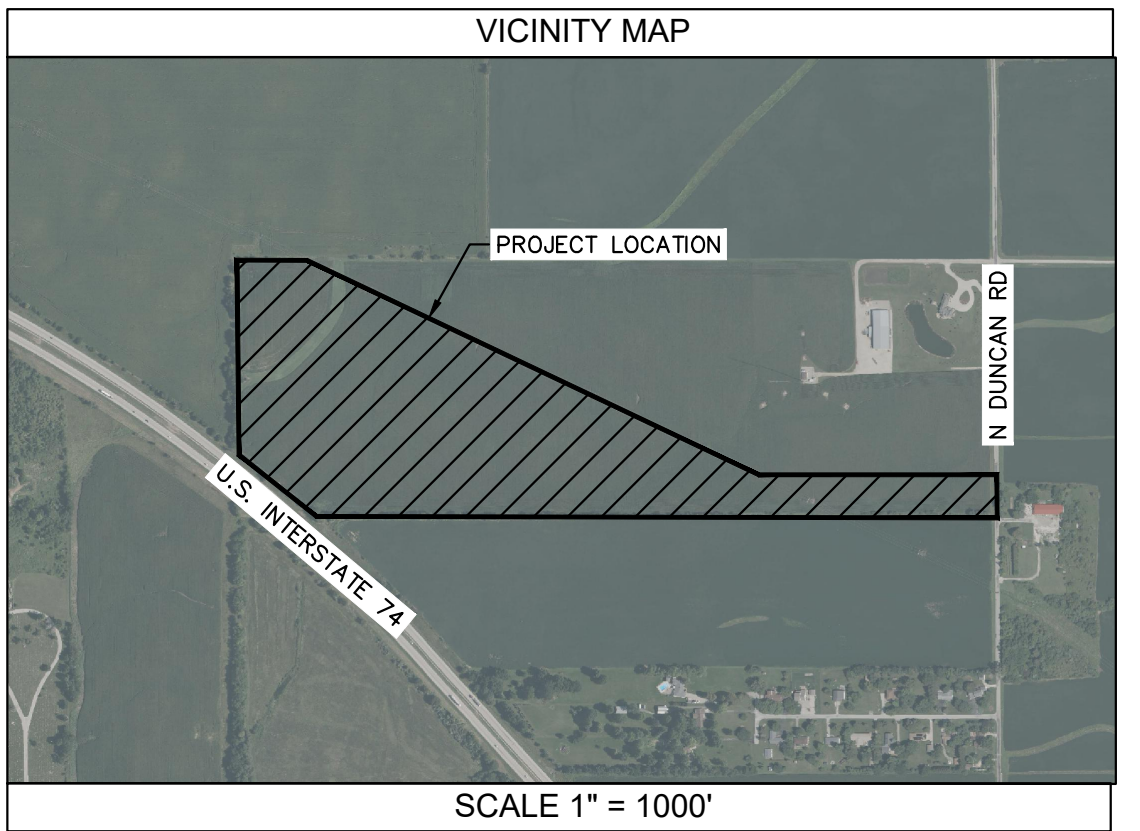 VICINITY MAP
PROJECT LOCATION
N DUNCAN RD
U.S. INTERSTATE 74
SCALE 1" = 1000'